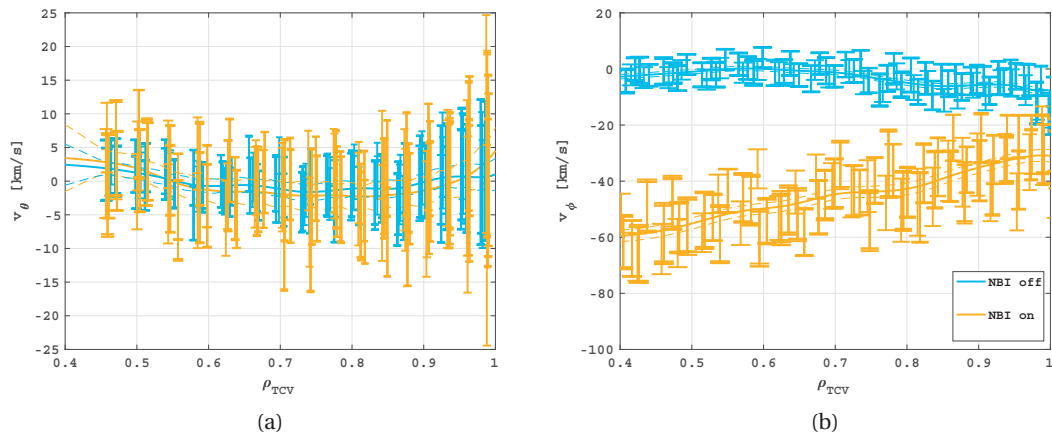 25
20
15
10
5
0
-5
-10
-15
-20
-25
v_θ [km/s]
0.4 0.5 0.6 0.7 0.8 0.9 1
ρ_TCV
(a)
20
0
-20
-40
-60
-80
-100
v_ϕ [km/s]
NBI off
NBI on
0.4 0.5 0.6 0.7 0.8 0.9 1
ρ_TCV
(b)